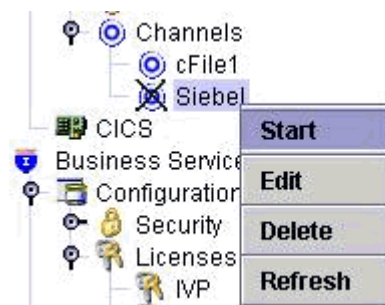 Channels
cFile1
Siebel
CICS
Business Service
Configuration
Security
Licenses
IVP
Start
Edit
Delete
Refresh